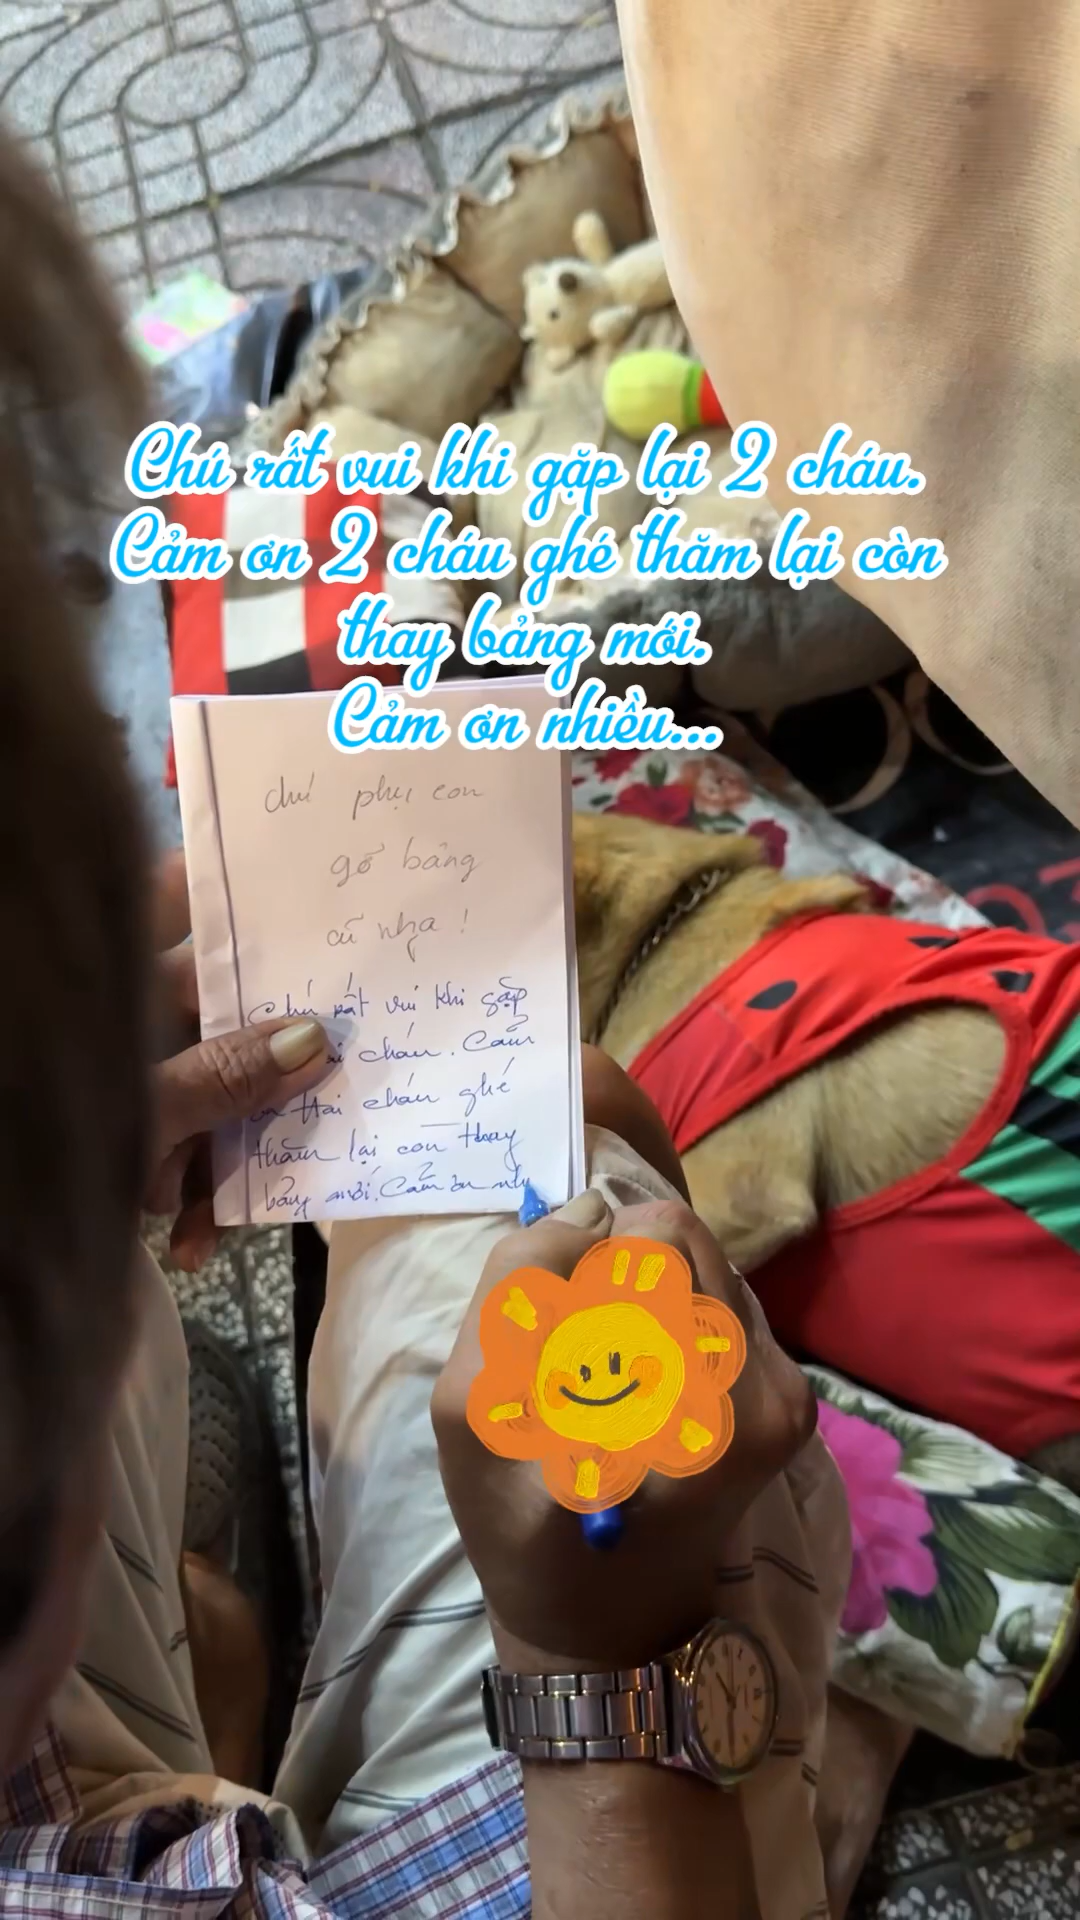 Chú rất vui khi gặp lại 2 cháu.
Cảm ơn 2 cháu ghé thăm lại còn
thay bảng mới.
Cảm ơn nhiều...
chú phụ con
gỡ bảng
cũ nha !
Chú rất vui khi gặp
cháu. Cảm
ơn Hai cháu ghé
thăm lại còn thay
bảng mới. Cảm ơn nh